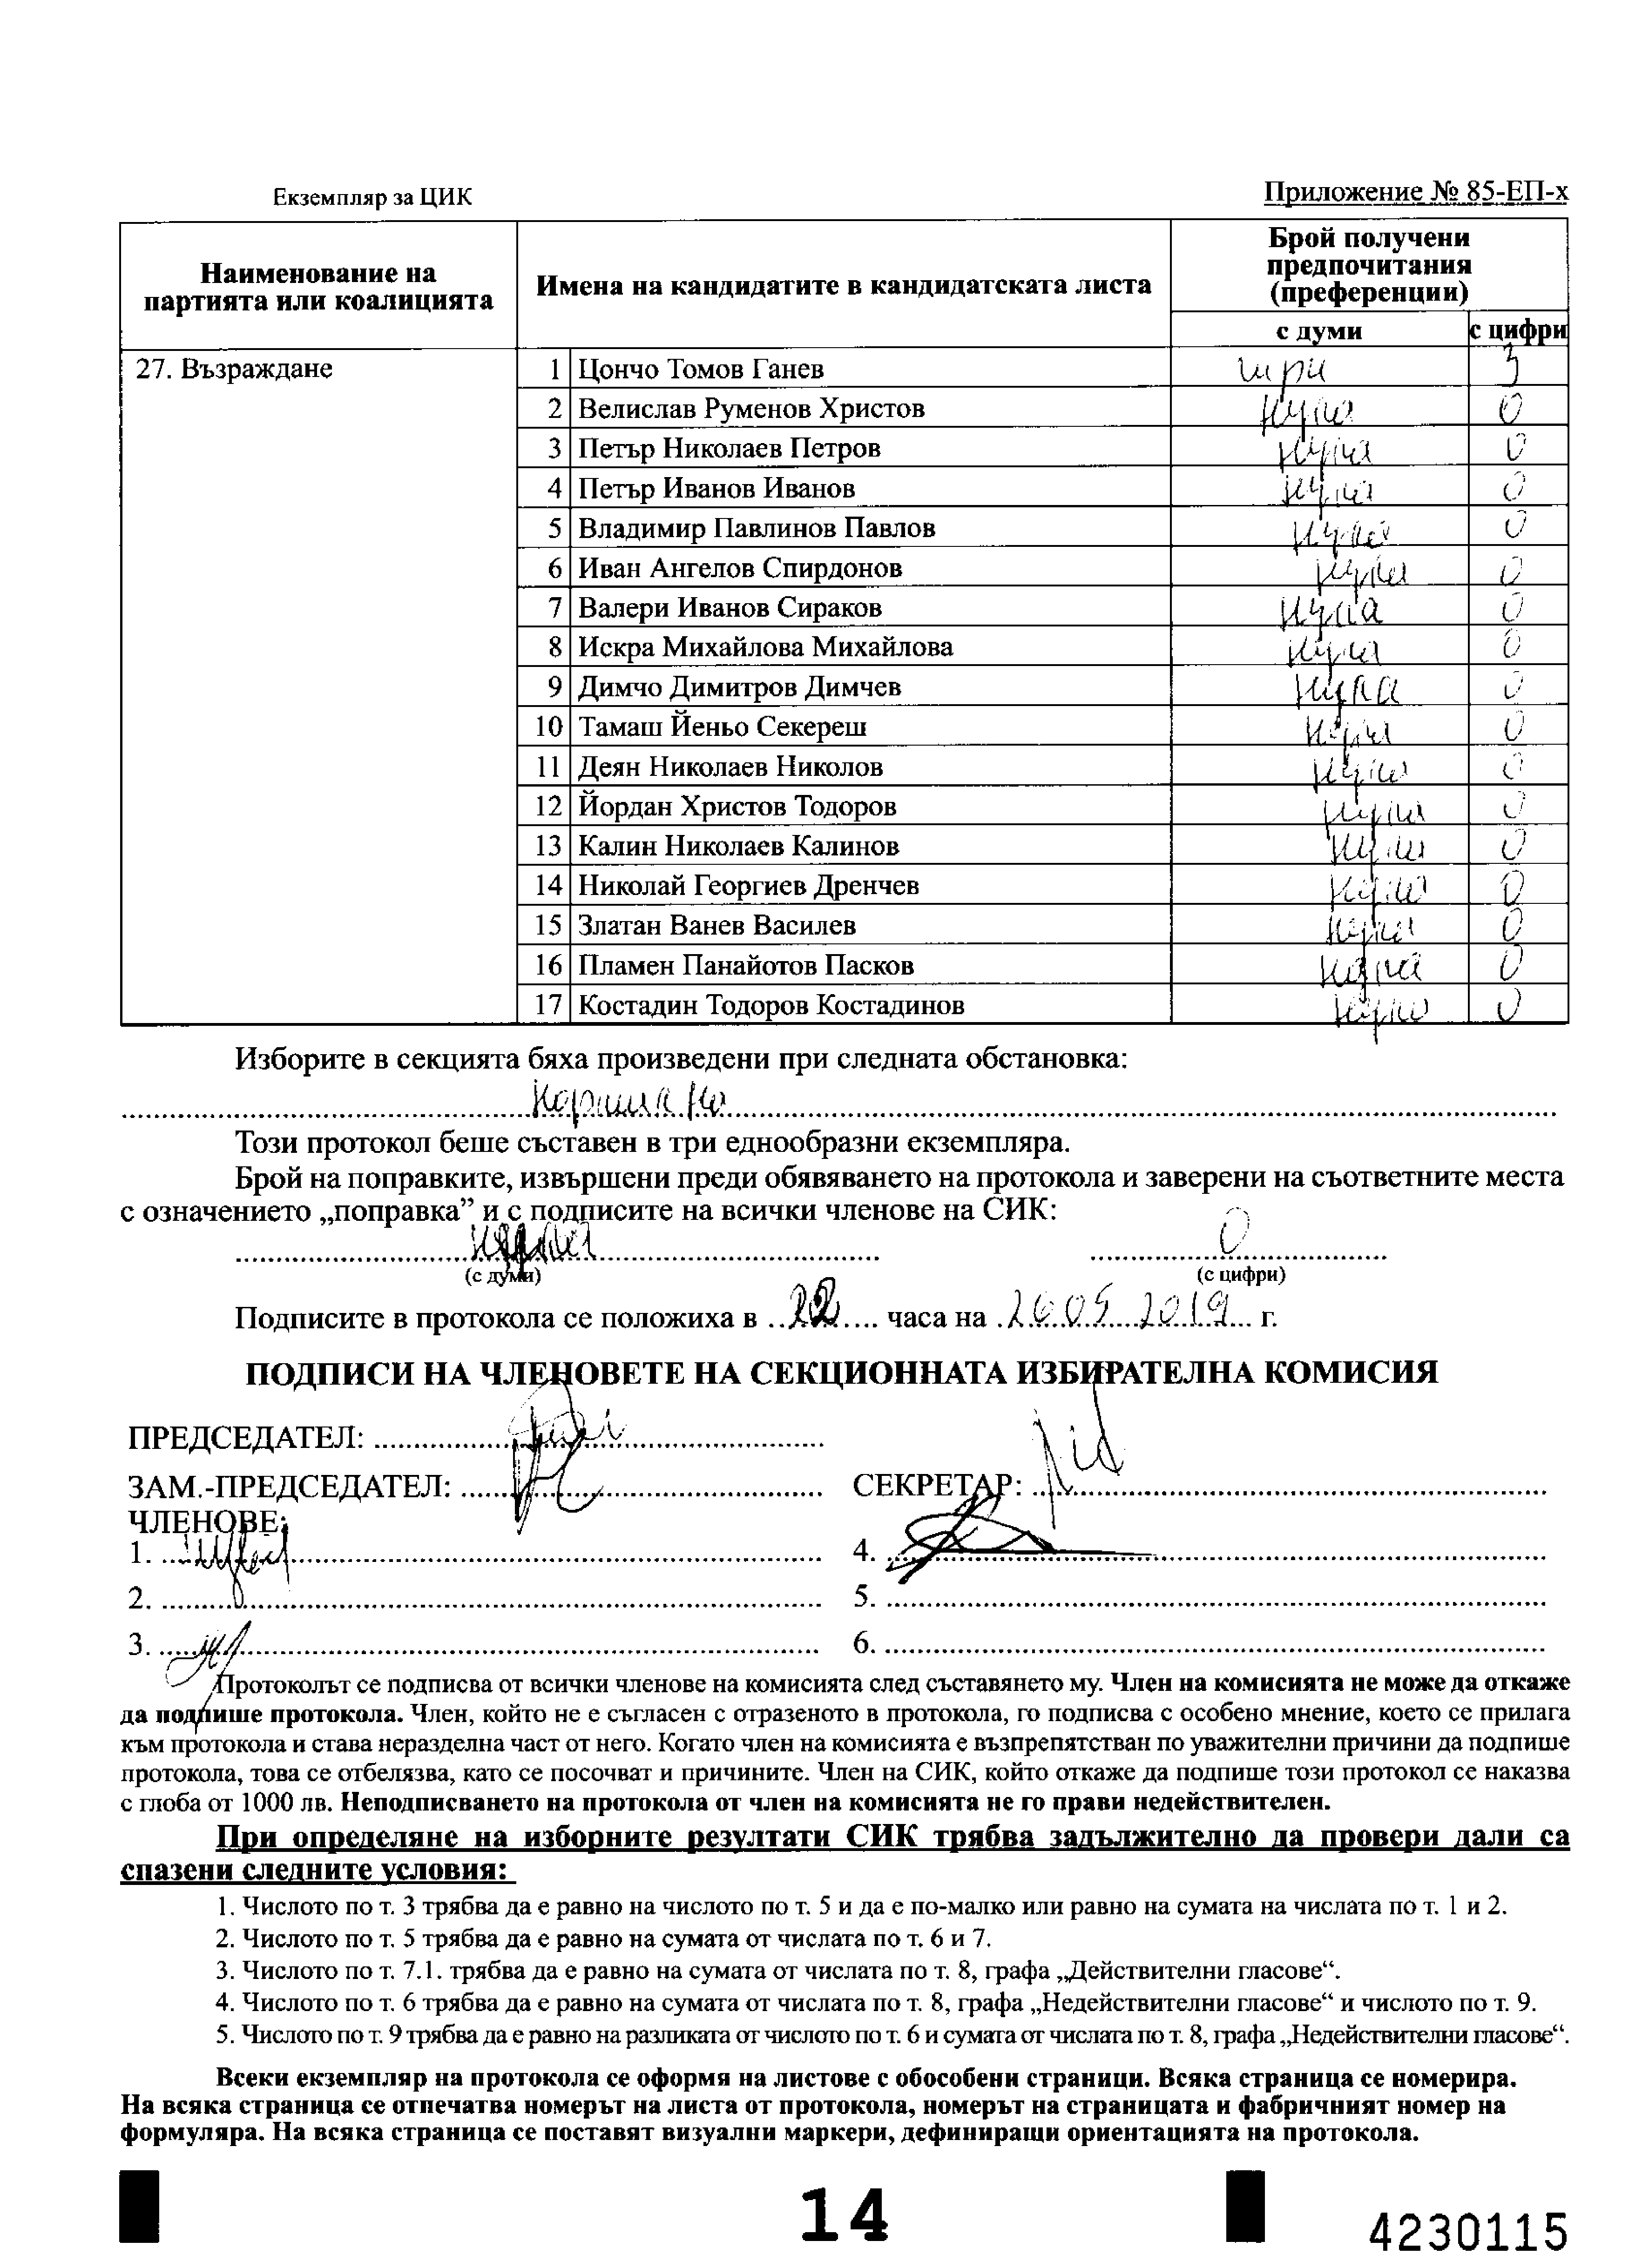 Екземпляр за ЦИК
Приложение № 85-ЕП-х
Наименование на партията или коалицията
Имена на кандидатите в кандидатската листа
Брой получени предпочитания (преференции)
с думи с цифри
27. Възраждане
1 Цончо Томов Ганев три 3
2 Велислав Руменов Христов нула 0
3 Петър Николаев Петров нула 0
4 Петър Иванов Иванов нула 0
5 Владимир Павлинов Павлов нула 0
6 Иван Ангелов Спирдонов нула 0
7 Валери Иванов Сираков нула 0
8 Искра Михайлова Михайлова нула 0
9 Димчо Димитров Димчев нула 0
10 Тамаш Йеньо Секереш нула 0
11 Деян Николаев Николов нула 0
12 Йордан Христов Тодоров нула 0
13 Калин Николаев Калинов нула 0
14 Николай Георгиев Дренчев нула 0
15 Златан Ванев Василев нула 0
16 Пламен Панайотов Пасков нула 0
17 Костадин Тодоров Костадинов нула 0
Изборите в секцията бяха произведени при следната обстановка:
Нормална
Този протокол беше съставен в три еднообразни екземпляра.
Брой на поправките, извършени преди обявяването на протокола и заверени на съответните места
с означението „поправка” и с подписите на всички членове на СИК:
нула 0
(с думи) (с цифри)
Подписите в протокола се положиха в 22 часа на 26.05.2019 г.
ПОДПИСИ НА ЧЛЕНОВЕТЕ НА СЕКЦИОННАТА ИЗБИРАТЕЛНА КОМИСИЯ
ПРЕДСЕДАТЕЛ:
ЗАМ.-ПРЕДСЕДАТЕЛ: СЕКРЕТАР:
ЧЛЕНОВЕ:
1. 4.
2. 5.
3. 6.
Протоколът се подписва от всички членове на комисията след съставянето му. Член на комисията не може да откаже
да подпише протокола. Член, който не е съгласен с отразеното в протокола, го подписва с особено мнение, което се прилага
към протокола и става неразделна част от него. Когато член на комисията е възпрепятстван по уважителни причини да подпише
протокола, това се отбелязва, като се посочват и причините. Член на СИК, който откаже да подпише този протокол се наказва
с глоба от 1000 лв. Неподписването на протокола от член на комисията не го прави недействителен.
При определяне на изборните резултати СИК трябва задължително да провери дали са
спазени следните условия:
1. Числото по т. 3 трябва да е равно на числото по т. 5 и да е по-малко или равно на сумата на числата по т. 1 и 2.
2. Числото по т. 5 трябва да е равно на сумата от числата по т. 6 и 7.
3. Числото по т. 7.1. трябва да е равно на сумата от числата по т. 8, графа „Действителни гласове“.
4. Числото по т. 6 трябва да е равно на сумата от числата по т. 8, графа „Недействителни гласове“ и числото по т. 9.
5. Числото по т. 9 трябва да е равно на разликата от числото по т. 6 и сумата от числата по т. 8, графа „Недействителни гласове“.
Всеки екземпляр на протокола се оформя на листове с обособени страници. Всяка страница се номерира.
На всяка страница се отпечатва номерът на листа от протокола, номерът на страницата и фабричният номер на
формуляра. На всяка страница се поставят визуални маркери, дефиниращи ориентацията на протокола.
14
4230115